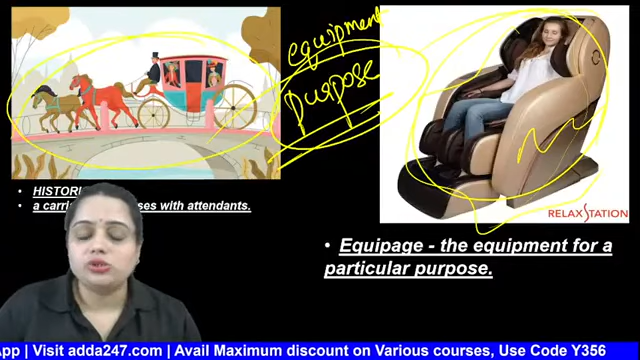 equipment
purpose
RELAXSTATION
HISTORI
a carri ses with attendants.
Equipage - the equipment for a
particular purpose.
App | Visit adda247.com | Avail Maximum discount on Various courses, Use Code Y356